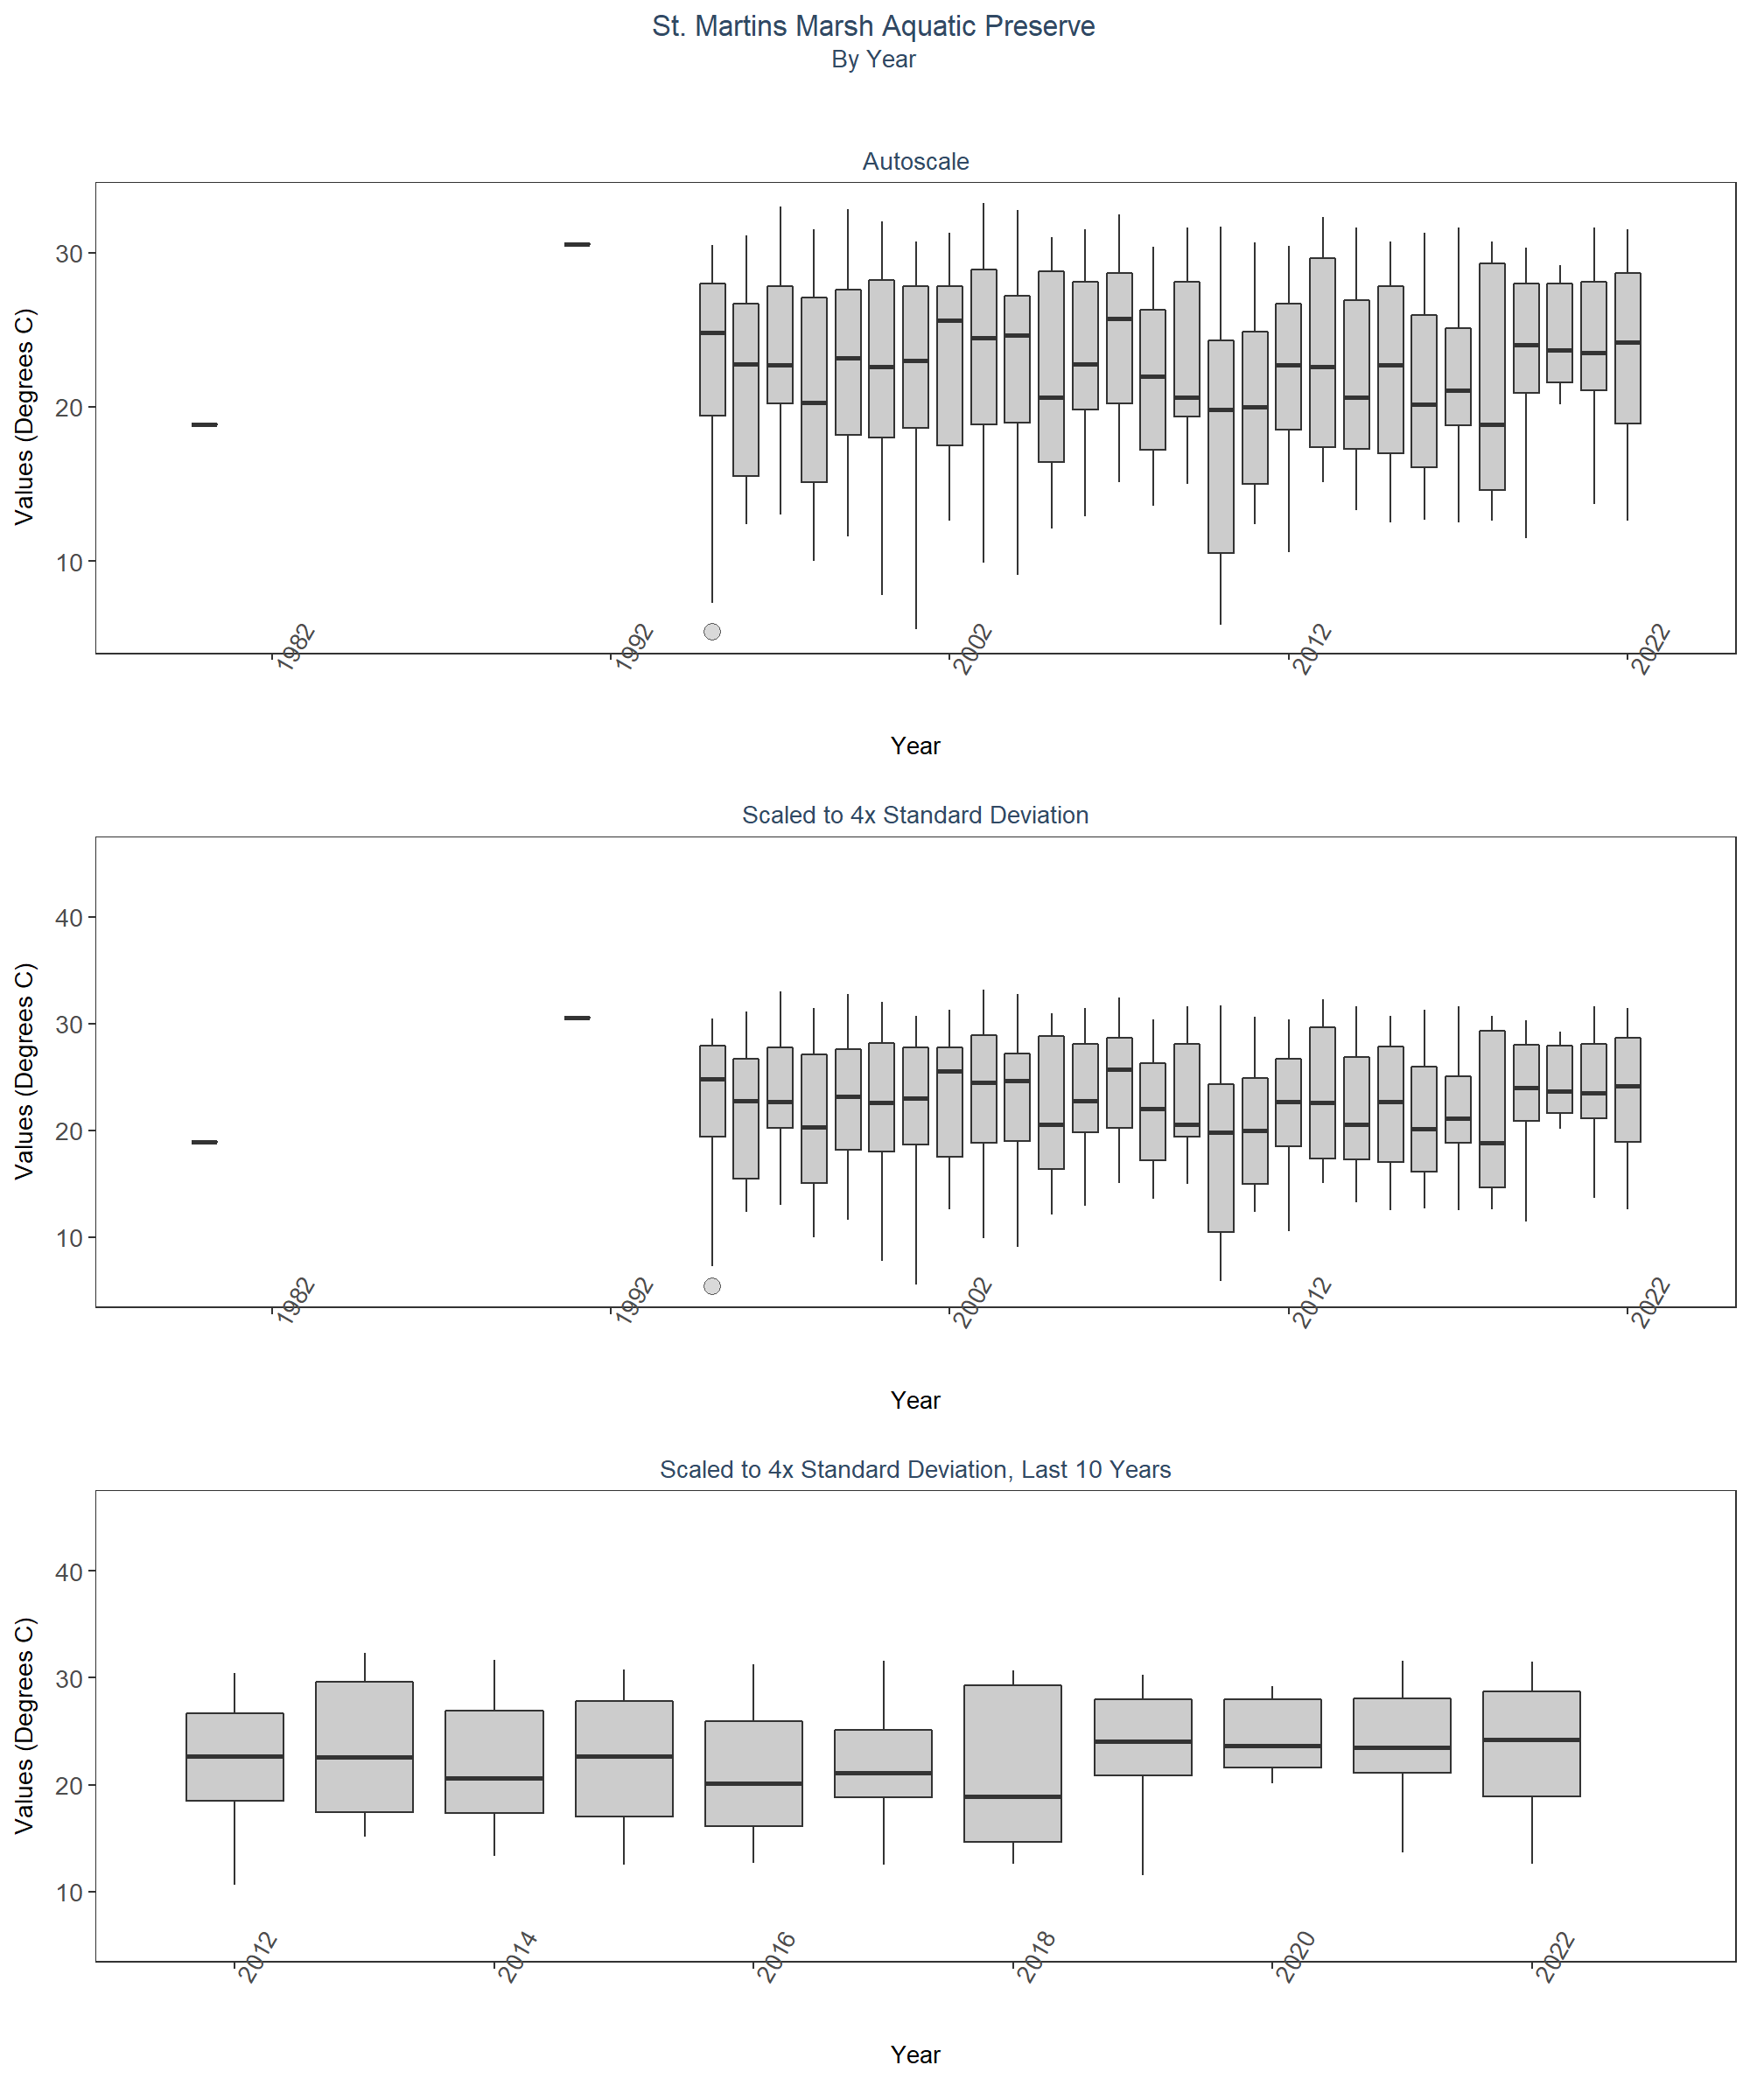 St. Martins Marsh Aquatic Preserve
By Year
Autoscale
Values (Degrees C)
30
20
10
1982
1992
2002
2012
2022
Year
Scaled to 4x Standard Deviation
Values (Degrees C)
40
30
20
10
1982
1992
2002
2012
2022
Year
Scaled to 4x Standard Deviation, Last 10 Years
Values (Degrees C)
40
30
20
10
2012
2014
2016
2018
2020
2022
Year